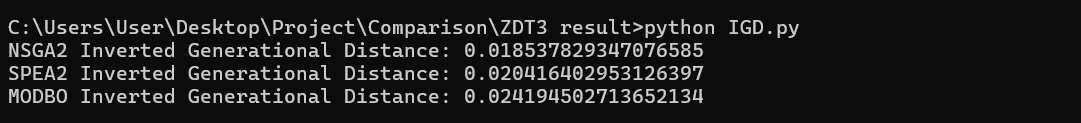 C:\Users\User\Desktop\Project\Comparison\ZDT3 result>python IGD.py
NSGA2 Inverted Generational Distance: 0.018537829347076585
SPEA2 Inverted Generational Distance: 0.020416402953126397
MODBO Inverted Generational Distance: 0.024194502713652134